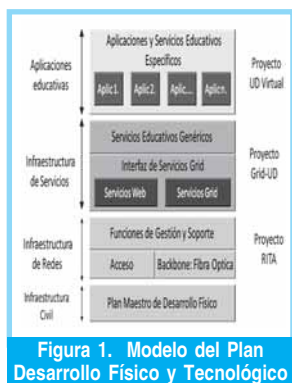 Aplicaciones
educativas
Aplicaciones y Servicios Educativos
Específicos
Aplic1.
Aplic2.
Aplic....
Aplicn.
Proyecto
UD Virtual
Infraestructura
de Servicios
Servicios Educativos Genéricos
Interfaz de Servicios Grid
Servicios Web
Servicios Grid
Proyecto
Grid-UD
Infraestructura
de Redes
Funciones de Gestión y Soporte
Acceso
Backbone: Fibra Optica
Proyecto
RITA
Infraestructura
Civil
Plan Maestro de Desarrollo Físico
Figura 1. Modelo del Plan
Desarrollo Físico y Tecnológico